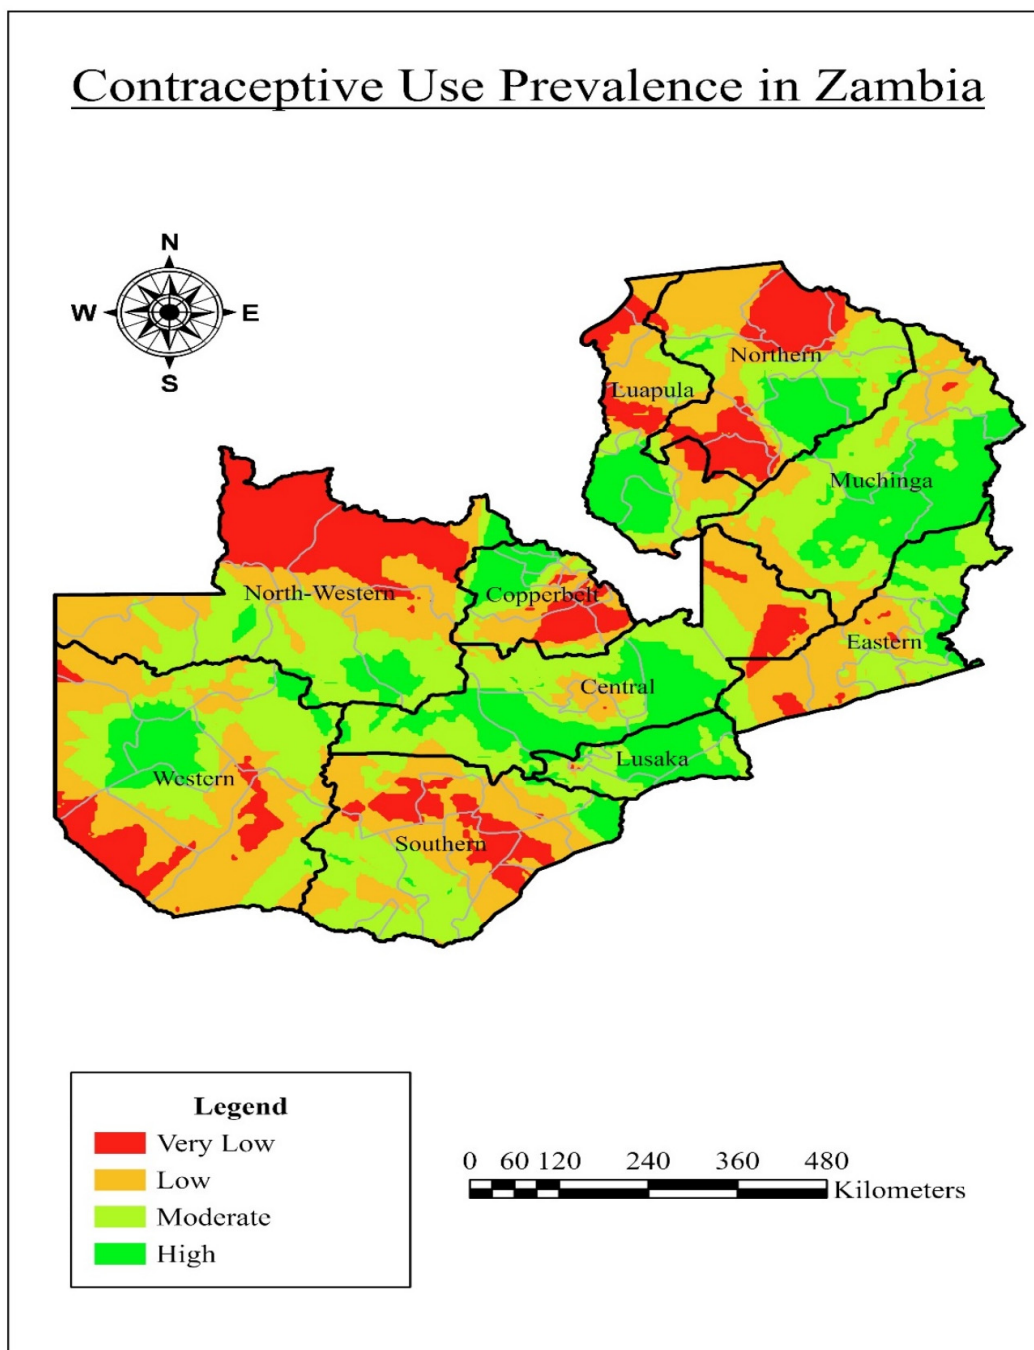 Contraceptive Use Prevalence in Zambia
N
W E
S
Northern
Luapula
Muchinga
North-Western
Copperbelt
Eastern
Central
Lusaka
Western
Southern
Legend
Very Low
Low
Moderate
High
0 60 120 240 360 480
Kilometers